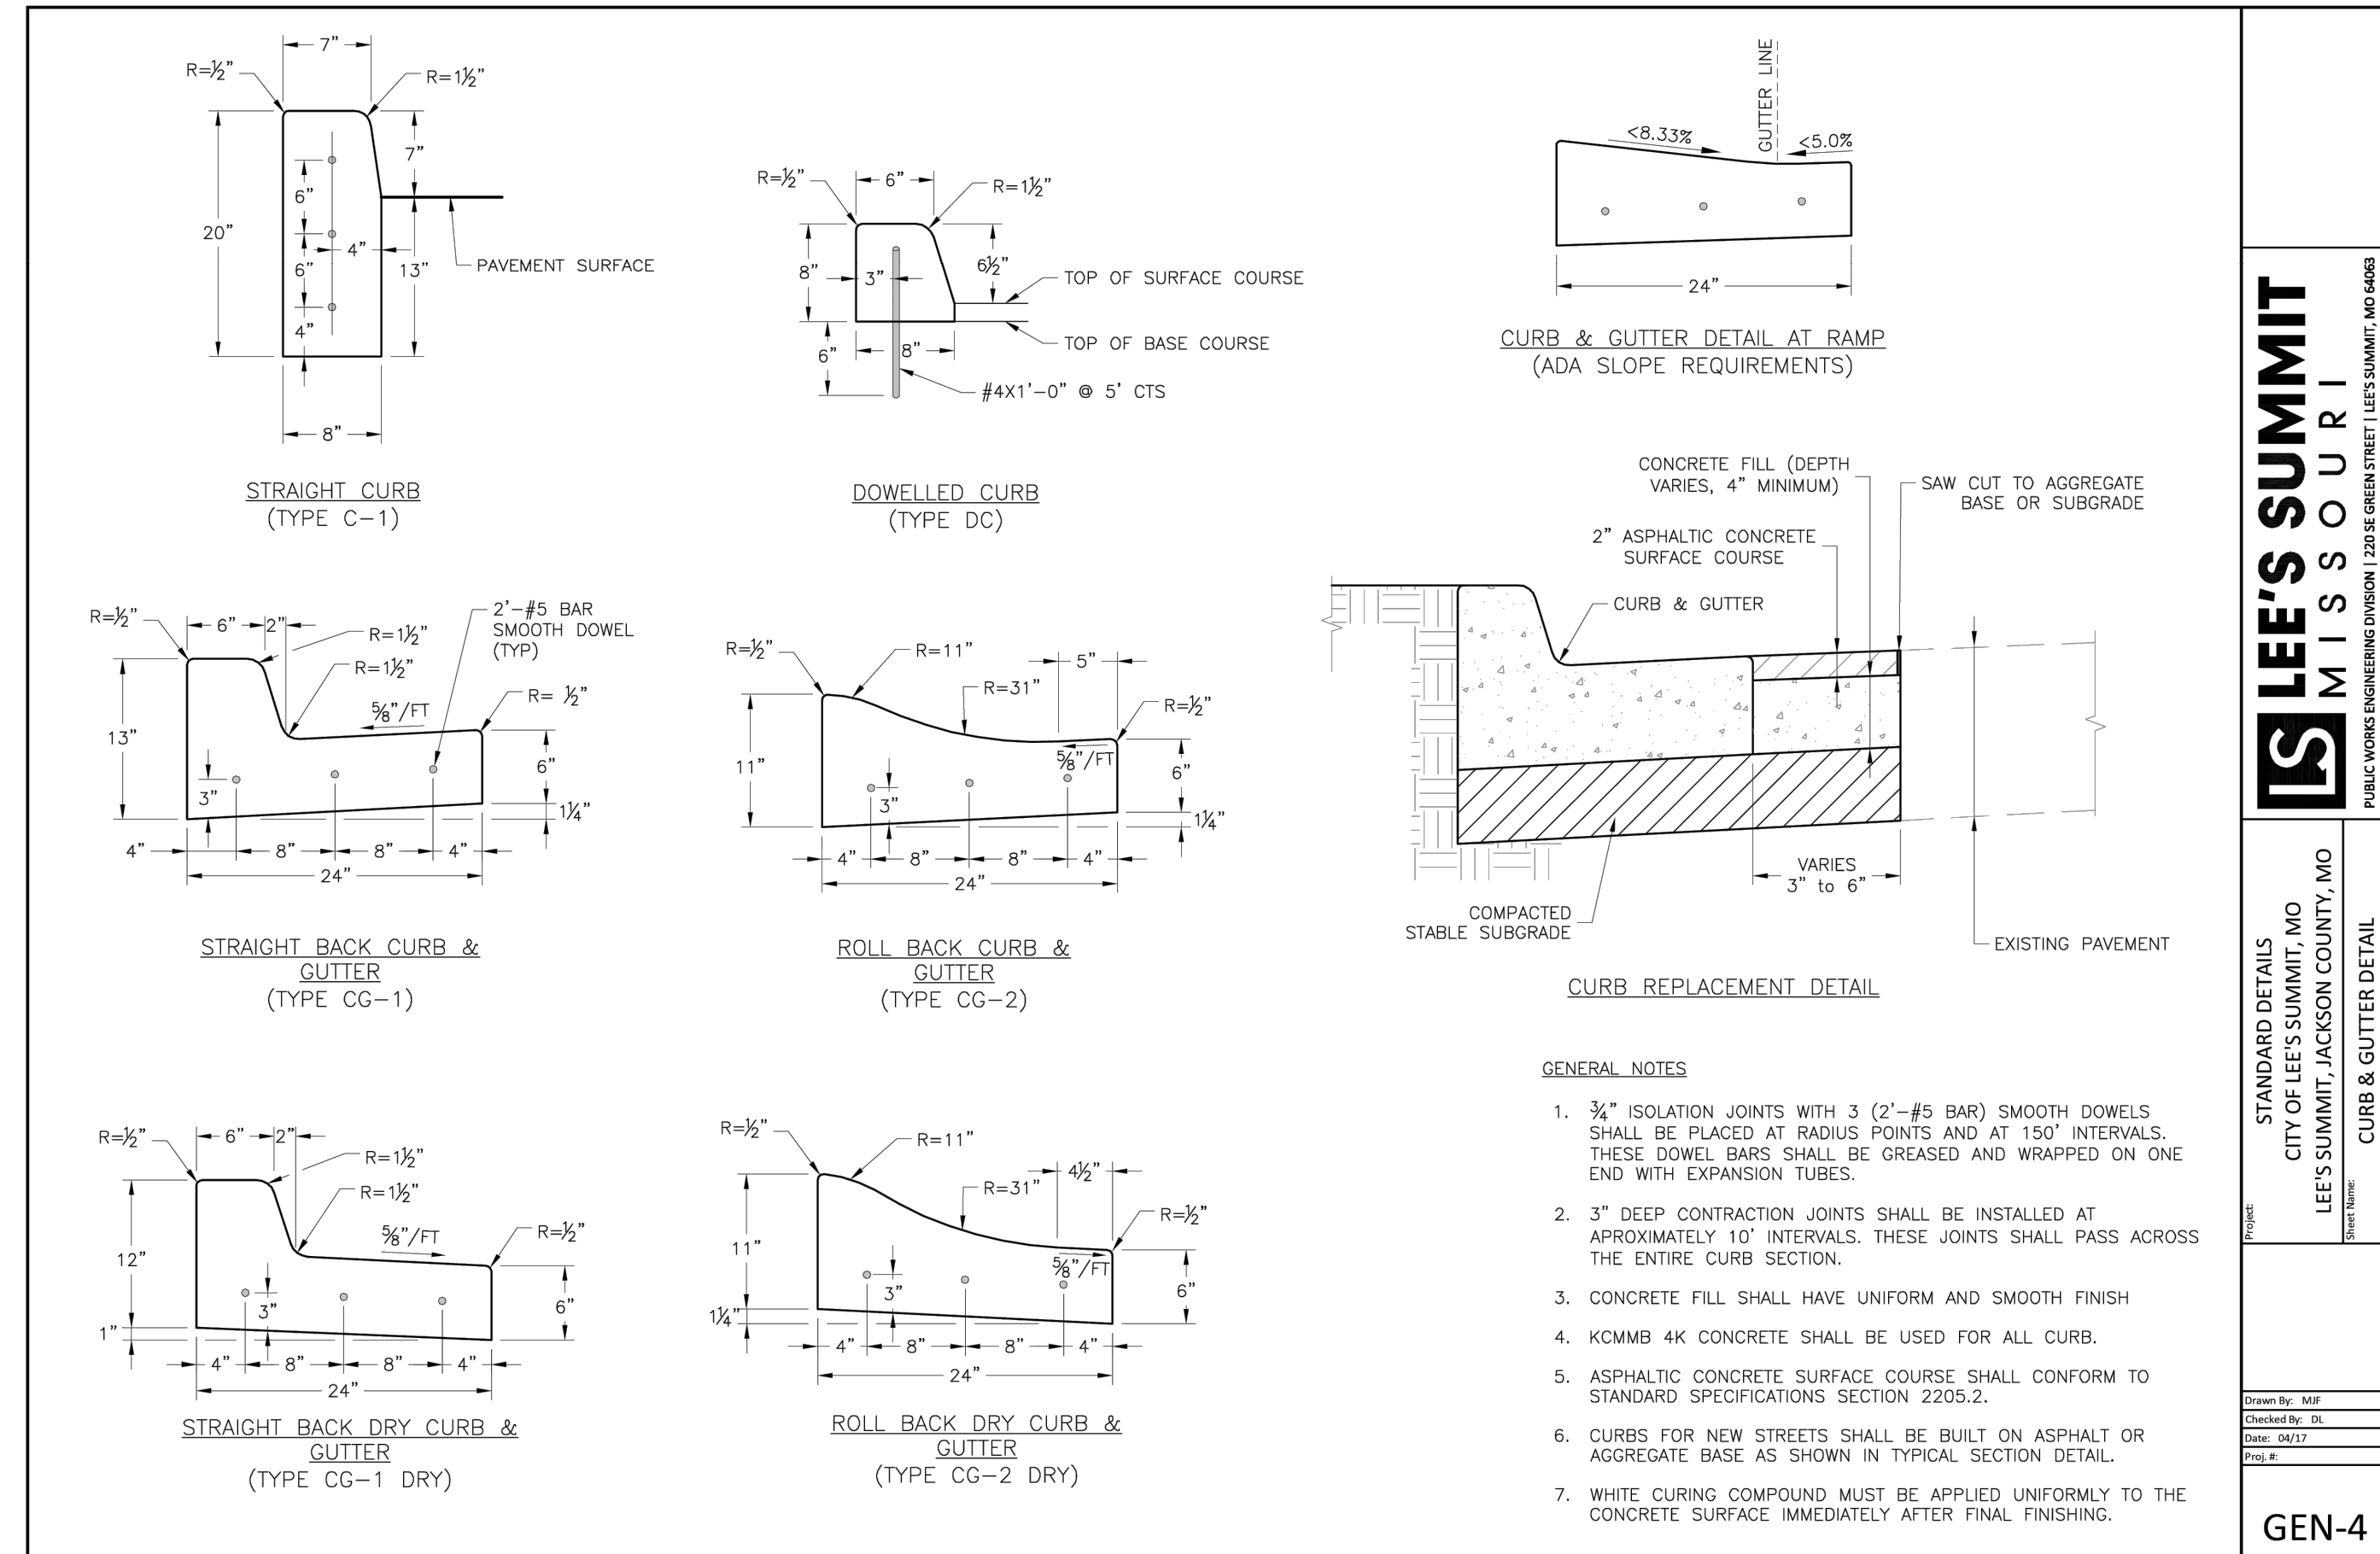 7”
R=½”
R=1½”
7”
6”
20”
4”
6”
13”
PAVEMENT SURFACE
4”
8”
STRAIGHT CURB
(TYPE C-1)
R=½”
6”
R=1½”
8”
3”
6½”
TOP OF SURFACE COURSE
6”
8”
TOP OF BASE COURSE
#4X1'-0” @ 5' CTS
DOWELLED CURB
(TYPE DC)
GUTTER LINE
<8.33%
<5.0%
24”
CURB & GUTTER DETAIL AT RAMP
(ADA SLOPE REQUIREMENTS)
R=½”
6”
2”
R=1½”
R=1½”
2'-#5 BAR
SMOOTH DOWEL
(TYP)
R= ½”
⅝”/FT
13”
6”
3”
1¼”
4”
8”
8”
4”
24”
STRAIGHT BACK CURB &
GUTTER
(TYPE CG-1)
R=½”
R=11”
5”
R=31”
R=½”
⅝”/FT
11”
6”
3”
1¼”
4”
8”
8”
4”
24”
ROLL BACK CURB &
GUTTER
(TYPE CG-2)
CONCRETE FILL (DEPTH
VARIES, 4” MINIMUM)
SAW CUT TO AGGREGATE
BASE OR SUBGRADE
2” ASPHALTIC CONCRETE
SURFACE COURSE
CURB & GUTTER
VARIES
3” to 6”
COMPACTED
STABLE SUBGRADE
EXISTING PAVEMENT
CURB REPLACEMENT DETAIL
R=½”
6”
2”
R=1½”
R=1½”
⅝”/FT
R=½”
12”
3”
6”
1”
4”
8”
8”
4”
24”
STRAIGHT BACK DRY CURB &
GUTTER
(TYPE CG-1 DRY)
R=½”
R=11”
4½”
R=31”
R=½”
11”
⅝”/FT
3”
6”
1¼”
4”
8”
8”
4”
24”
ROLL BACK DRY CURB &
GUTTER
(TYPE CG-2 DRY)
GENERAL NOTES
1. ¾” ISOLATION JOINTS WITH 3 (2'-#5 BAR) SMOOTH DOWELS
SHALL BE PLACED AT RADIUS POINTS AND AT 150' INTERVALS.
THESE DOWEL BARS SHALL BE GREASED AND WRAPPED ON ONE
END WITH EXPANSION TUBES.
2. 3” DEEP CONTRACTION JOINTS SHALL BE INSTALLED AT
APROXIMATELY 10' INTERVALS. THESE JOINTS SHALL PASS ACROSS
THE ENTIRE CURB SECTION.
3. CONCRETE FILL SHALL HAVE UNIFORM AND SMOOTH FINISH
4. KCMMB 4K CONCRETE SHALL BE USED FOR ALL CURB.
5. ASPHALTIC CONCRETE SURFACE COURSE SHALL CONFORM TO
STANDARD SPECIFICATIONS SECTION 2205.2.
6. CURBS FOR NEW STREETS SHALL BE BUILT ON ASPHALT OR
AGGREGATE BASE AS SHOWN IN TYPICAL SECTION DETAIL.
7. WHITE CURING COMPOUND MUST BE APPLIED UNIFORMLY TO THE
CONCRETE SURFACE IMMEDIATELY AFTER FINAL FINISHING.
LS
LEE'S SUMMIT
MISSOURI
PUBLIC WORKS ENGINEERING DIVISION | 220 SE GREEN STREET | LEE'S SUMMIT, MO 64063
Project:
STANDARD DETAILS
CITY OF LEE'S SUMMIT, MO
LEE'S SUMMIT, JACKSON COUNTY, MO
Sheet Name:
CURB & GUTTER DETAIL
Drawn By: MJF
Checked By: DL
Date: 04/17
Proj. #:
GEN-4